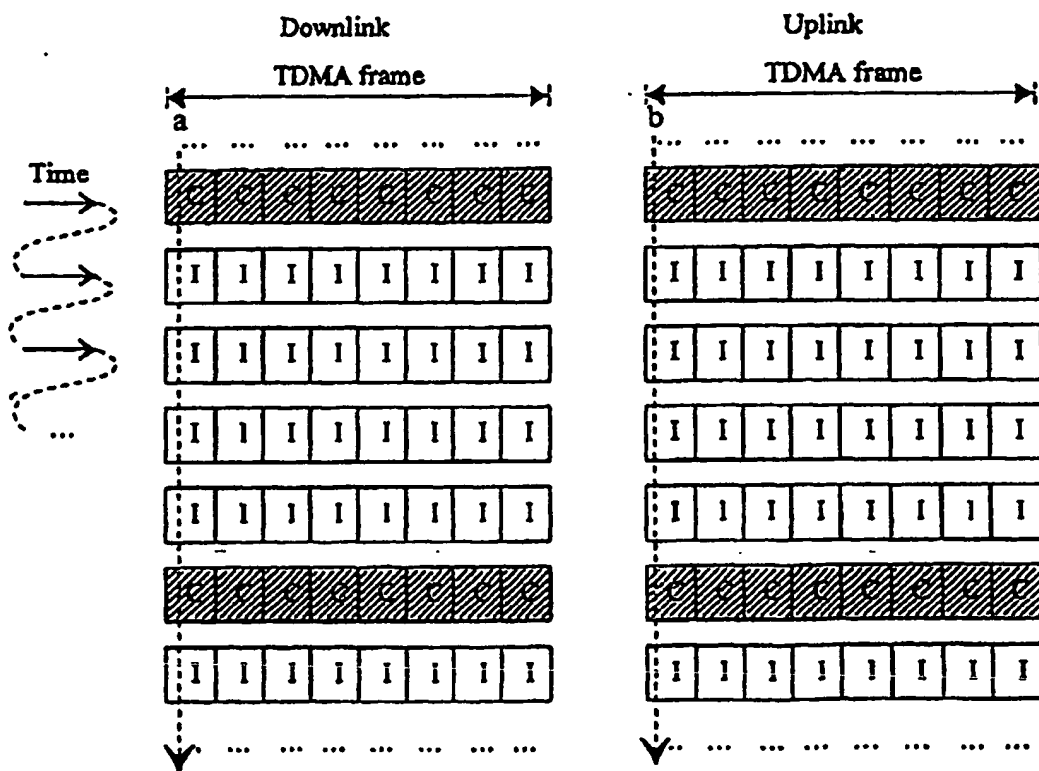 Downlink Uplink
TDMA frame TDMA frame
a b
... ... ... ... ... ... ... ... ... ... ... ... ... ... ... ...
Time
C C C C C C C C C C C C C C C C
I I I I I I I I I I I I I I I I
I I I I I I I I I I I I I I I I
I I I I I I I I I I I I I I I I
...
I I I I I I I I I I I I I I I I
C C C C C C C C C C C C C C C C
I I I I I I I I I I I I I I I I
... ... ... ... ... ... ... ... ... ... ... ... ... ... ... ...